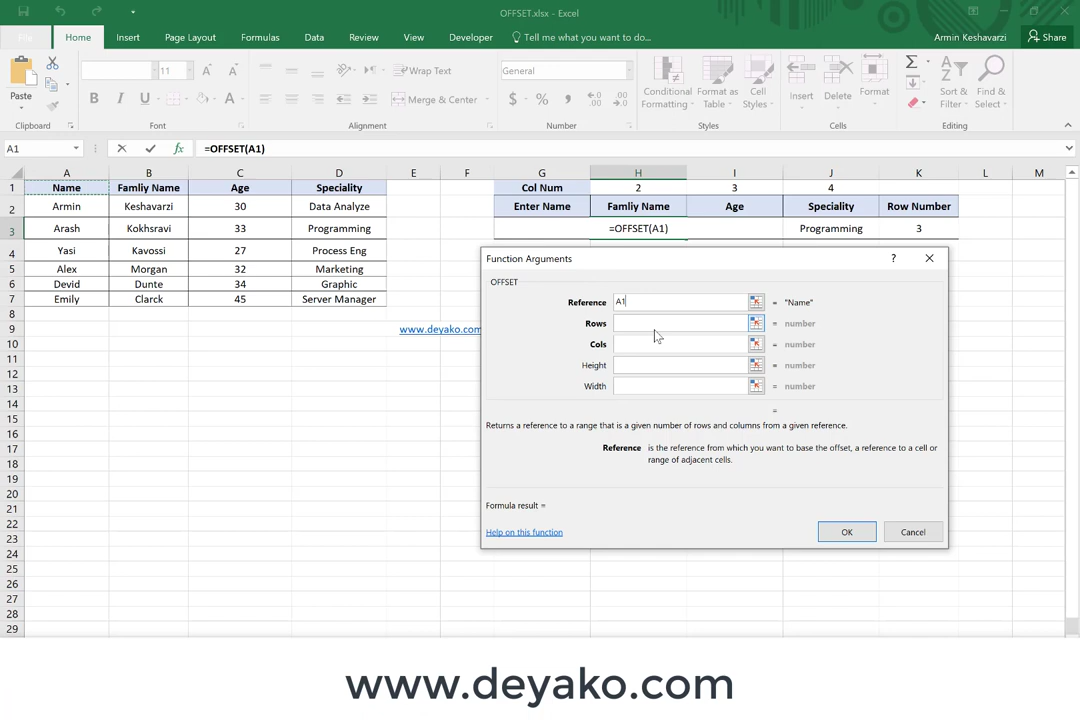 OFFSET.xlsx - Excel
File Home Insert Page Layout Formulas Data Review View Developer Tell me what you want to do... Armin Keshavarzi Share
Paste
11
Wrap Text
General
B I U A
Merge & Center
$ % ,
Conditional Formatting
Format as Table
Cell Styles
Insert
Delete
Format
Sort & Filter
Find & Select
Clipboard Font Alignment Number Styles Cells Editing
A1 fx =OFFSET(A1)
A B C D E F G H I J K L M
1 Name Famliy Name Age Speciality Col Num 2 3 4
2 Armin Keshavarzi 30 Data Analyze Enter Name Famliy Name Age Speciality Row Number
3 Arash Kokhsravi 33 Programming =OFFSET(A1) Programming 3
4 Yasi Kavossi 27 Process Eng
5 Alex Morgan 32 Marketing
6 Devid Dunte 34 Graphic
7 Emily Clarck 45 Server Manager
8
9 www.deyako.com
10
11
12
13
14
15
16
17
18
19
20
21
22
23
24
25
26
27
28
29
Function Arguments ?
OFFSET
Reference A1 = "Name"
Rows = number
Cols = number
Height = number
Width = number
=
Returns a reference to a range that is a given number of rows and columns from a given reference.
Reference is the reference from which you want to base the offset, a reference to a cell or
range of adjacent cells.
Formula result =
Help on this function OK Cancel
www.deyako.com